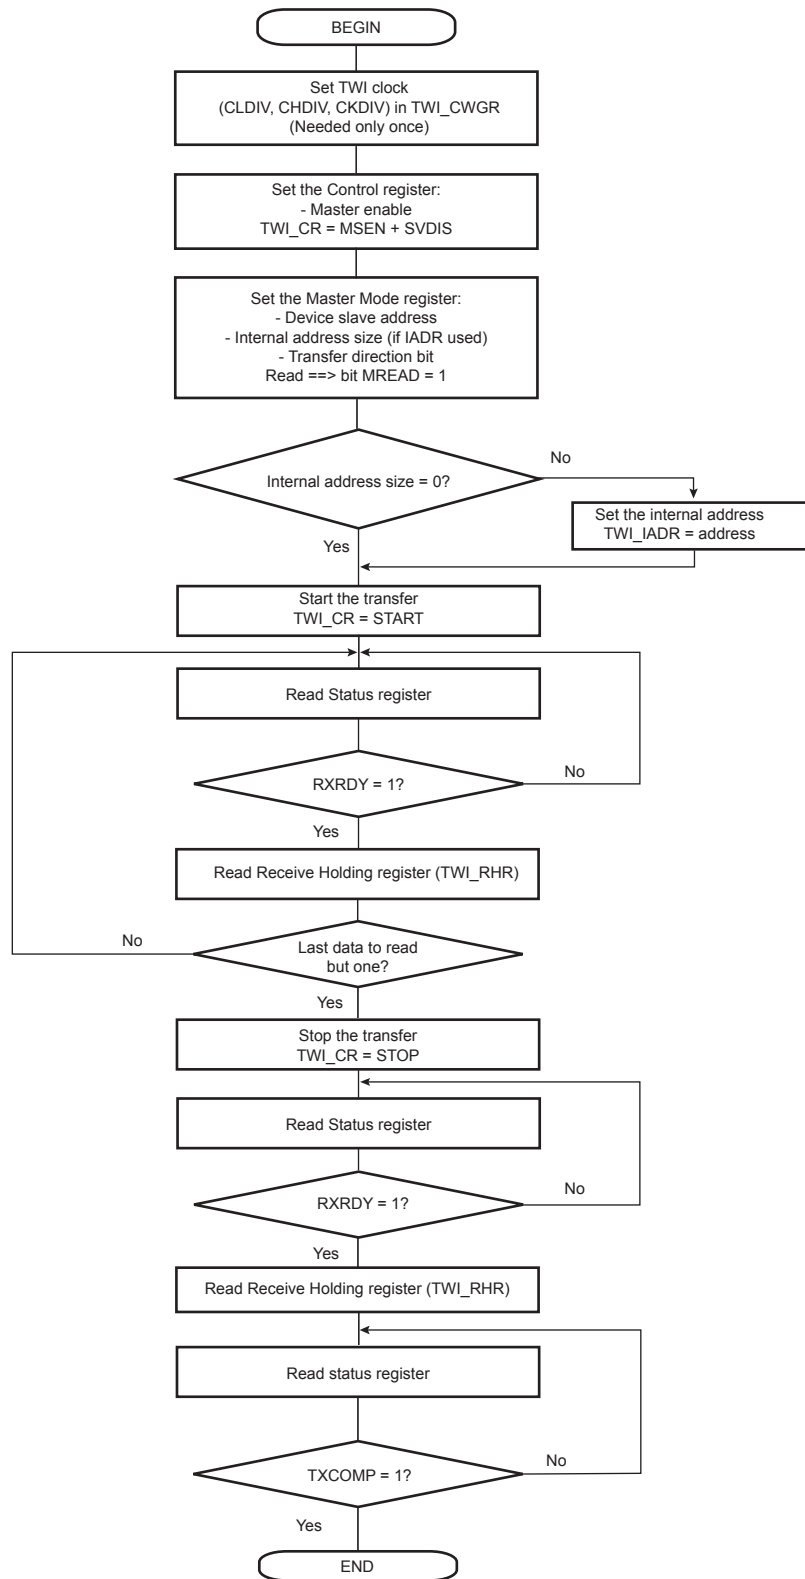 BEGIN
Set TWI clock
(CLDIV, CHDIV, CKDIV) in TWI_CWGR
(Needed only once)
Set the Control register:
- Master enable
TWI_CR = MSEN + SVDIS
Set the Master Mode register:
- Device slave address
- Internal address size (if IADR used)
- Transfer direction bit
Read ==> bit MREAD = 1
Internal address size = 0?
No
Set the internal address
TWI_IADR = address
Yes
Start the transfer
TWI_CR = START
Read Status register
RXRDY = 1?
No
Yes
Read Receive Holding register (TWI_RHR)
No
Last data to read
but one?
Yes
Stop the transfer
TWI_CR = STOP
Read Status register
RXRDY = 1?
No
Yes
Read Receive Holding register (TWI_RHR)
Read status register
TXCOMP = 1?
No
Yes
END